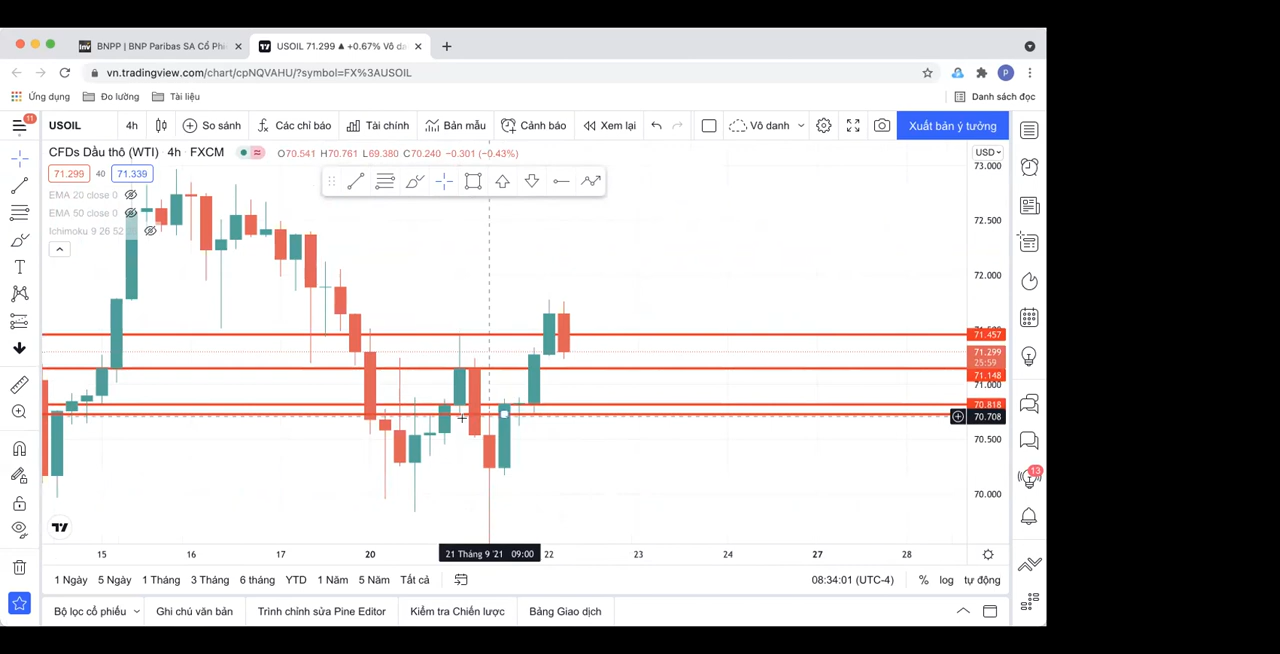 BNPP | BNP Paribas SA Cổ Phi
USOIL 71.299 ▲ +0.67% Vô da
vn.tradingview.com/chart/cpNQVAHU/?symbol=FX%3AUSOIL
P
Ứng dụng Đo lường Tài liệu Danh sách đọc
11 USOIL 4h So sánh Các chỉ báo Tài chính Bản mẫu Cảnh báo Xem lại Vô danh Xuất bản ý tưởng
CFDs Dầu thô (WTI) 4h FXCM O70.541 H70.761 L69.380 C70.240 −0.301 (−0.43%) USD
71.299 40 71.339
EMA 20 close 0
EMA 50 close 0
Ichimoku 9 26 52
73.000
72.500
72.000
71.457
71.299
25:59
71.148
71.000
70.818
70.708
70.500
70.000
13
15 16 17 20 21 Tháng 9 '21 09:00 22 23 24 27 28
1 Ngày 5 Ngày 1 Tháng 3 Tháng 6 tháng YTD 1 Năm 5 Năm Tất cả 08:34:01 (UTC-4) % log tự động
Bộ lọc cổ phiếu Ghi chú văn bản Trình chỉnh sửa Pine Editor Kiểm tra Chiến lược Bảng Giao dịch